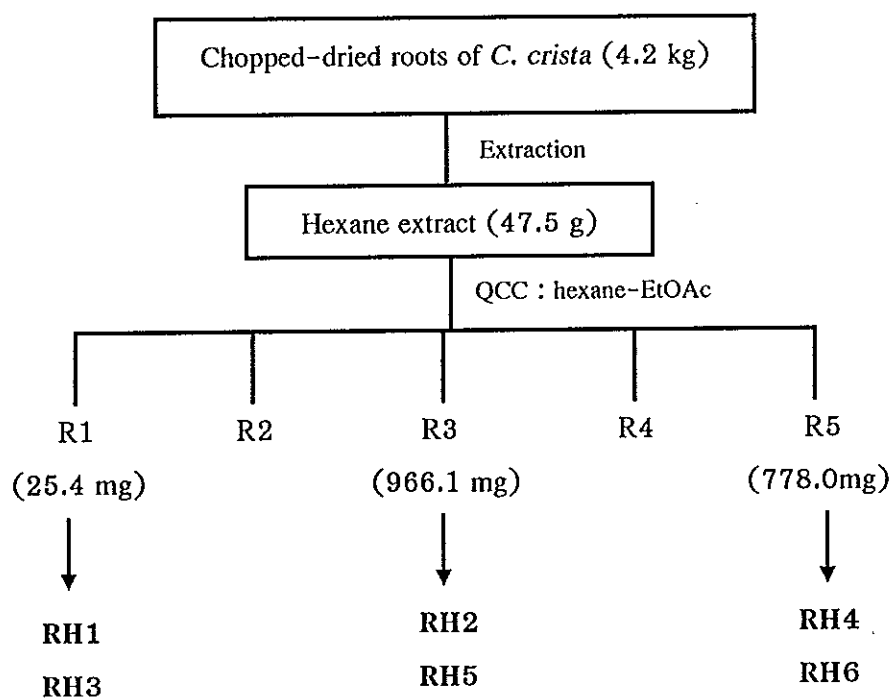 Chopped-dried roots of C. crista (4.2 kg)
Extraction
Hexane extract (47.5 g)
QCC : hexane-EtOAc
R1 R2 R3 R4 R5
(25.4 mg) (966.1 mg) (778.0mg)
RH1 RH2 RH4
RH3 RH5 RH6